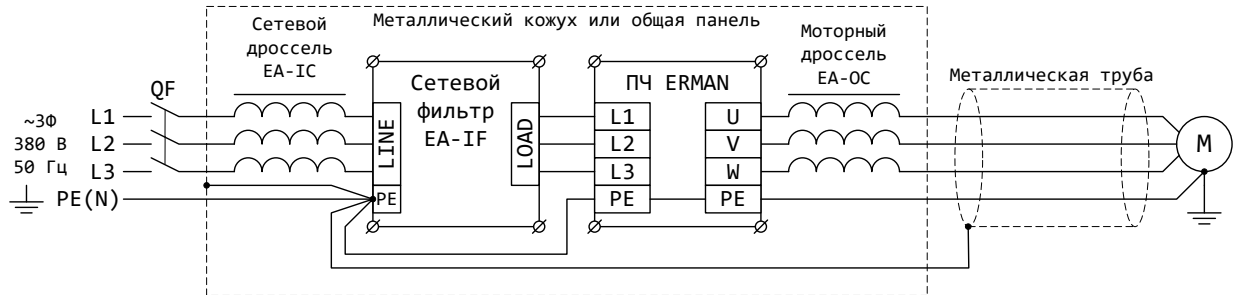 Металлический кожух или общая панель
Сетевой
дроссель
EA-IC
Моторный
дроссель
EA-OC
Металлическая труба
QF
~3Ф
380 В
50 Гц
L1
L2
L3
PE(N)
Сетевой
фильтр
EA-IF
LINE
LOAD
PE
ПЧ ERMAN
L1
L2
L3
PE
U
V
W
PE
M